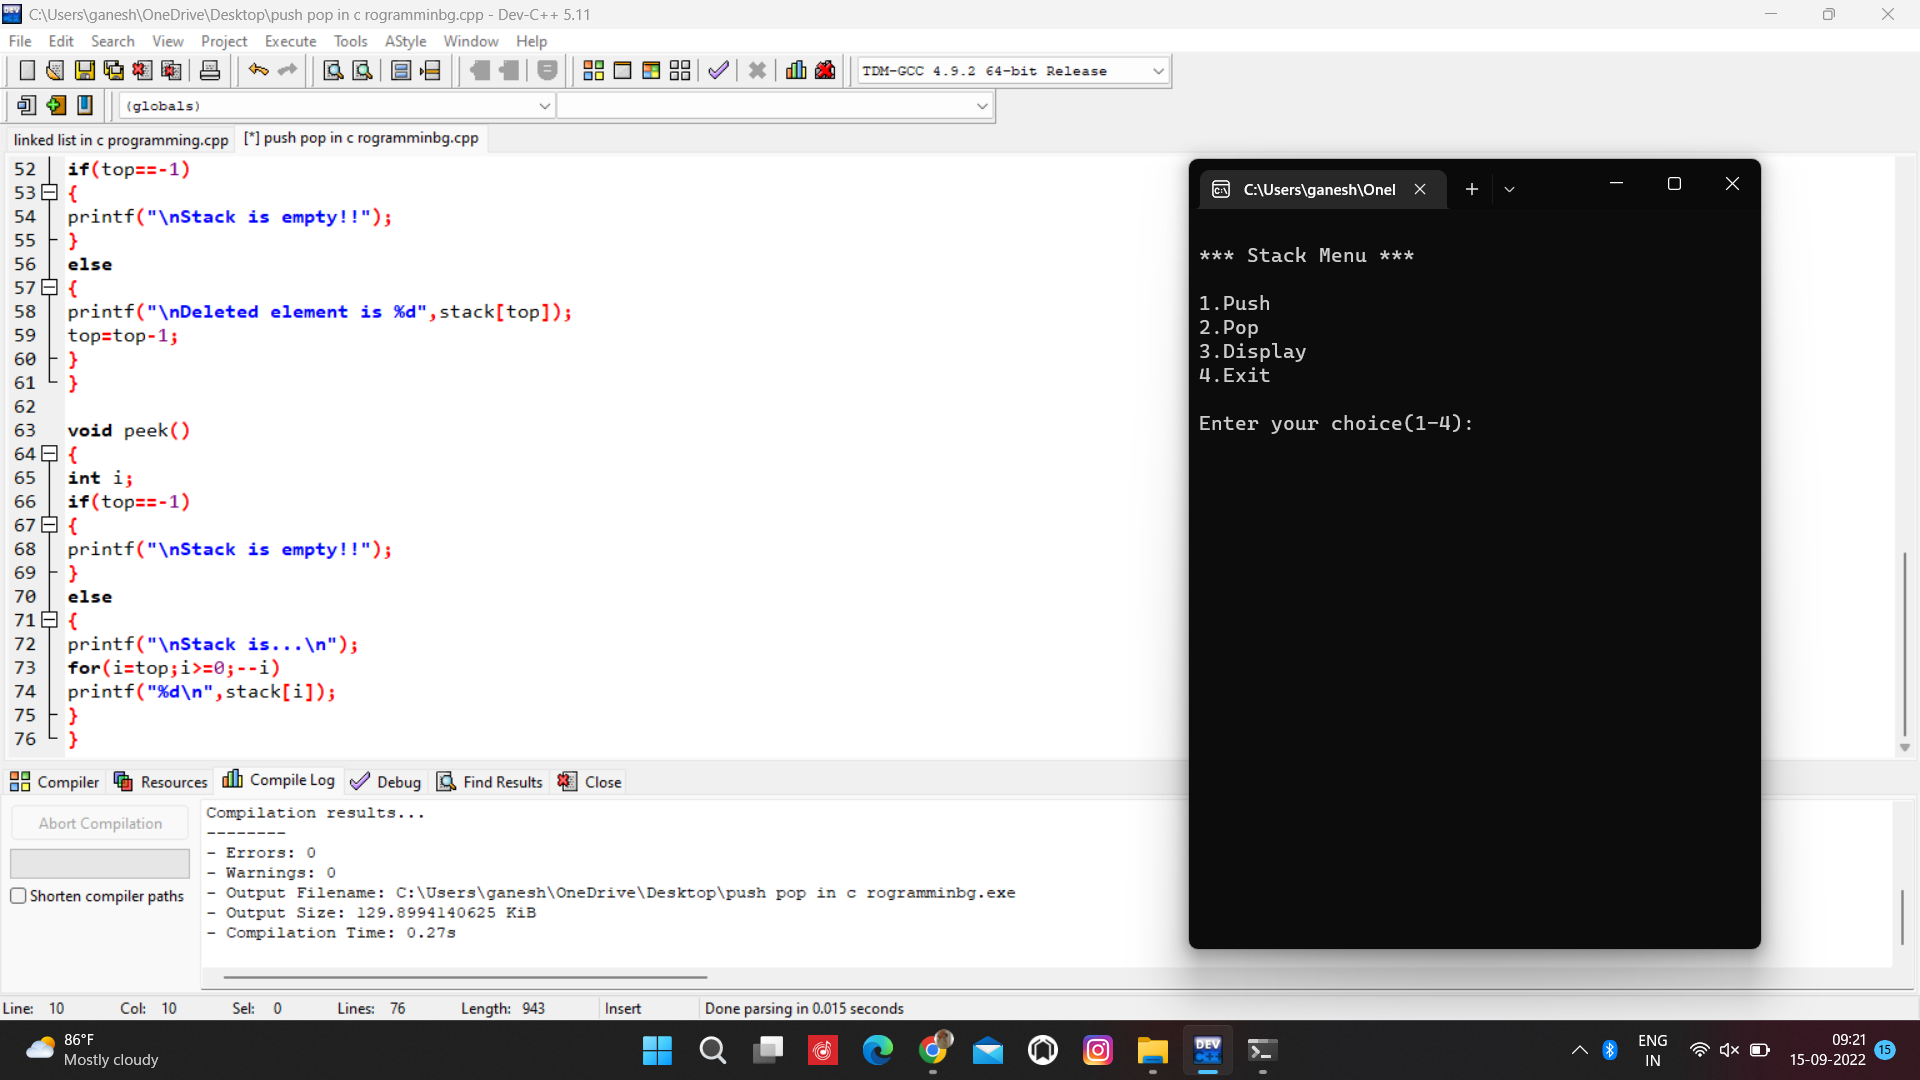 C:\Users\ganesh\OneDrive\Desktop\push pop in c rogramminbg.cpp - Dev-C++ 5.11
File Edit Search View Project Execute Tools AStyle Window Help
TDM-GCC 4.9.2 64-bit Release
(globals)
linked list in c programming.cpp [*] push pop in c rogramminbg.cpp
52 if(top==-1)
53 {
54 printf("\nStack is empty!!");
55 }
56 else
57 {
58 printf("\nDeleted element is %d",stack[top]);
59 top=top-1;
60 }
61 }
62
63 void peek()
64 {
65 int i;
66 if(top==-1)
67 {
68 printf("\nStack is empty!!");
69 }
70 else
71 {
72 printf("\nStack is...\n");
73 for(i=top;i>=0;--i)
74 printf("%d\n",stack[i]);
75 }
76 }
C:\Users\ganesh\Onel
*** Stack Menu ***
1.Push
2.Pop
3.Display
4.Exit
Enter your choice(1-4):
Compiler Resources Compile Log Debug Find Results Close
Abort Compilation
Shorten compiler paths
Compilation results...
--------
- Errors: 0
- Warnings: 0
- Output Filename: C:\Users\ganesh\OneDrive\Desktop\push pop in c rogramminbg.exe
- Output Size: 129.8994140625 KiB
- Compilation Time: 0.27s
Line: 10 Col: 10 Sel: 0 Lines: 76 Length: 943 Insert Done parsing in 0.015 seconds
86°F
Mostly cloudy
DEV
C++
ENG
IN
09:21
15-09-2022
15